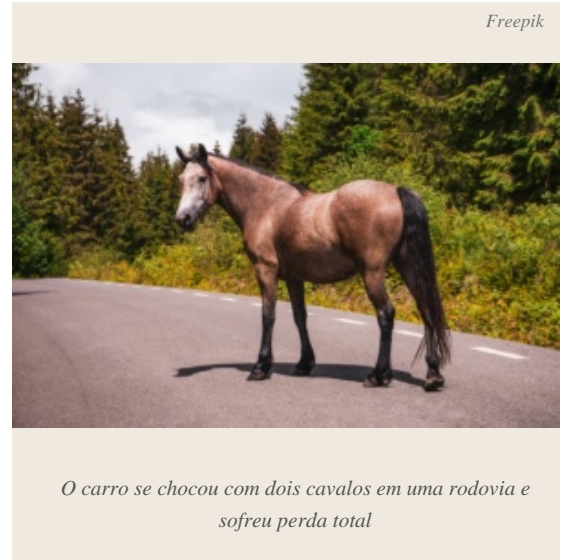 Freepik
O carro se chocou com dois cavalos em uma rodovia e
sofreu perda total